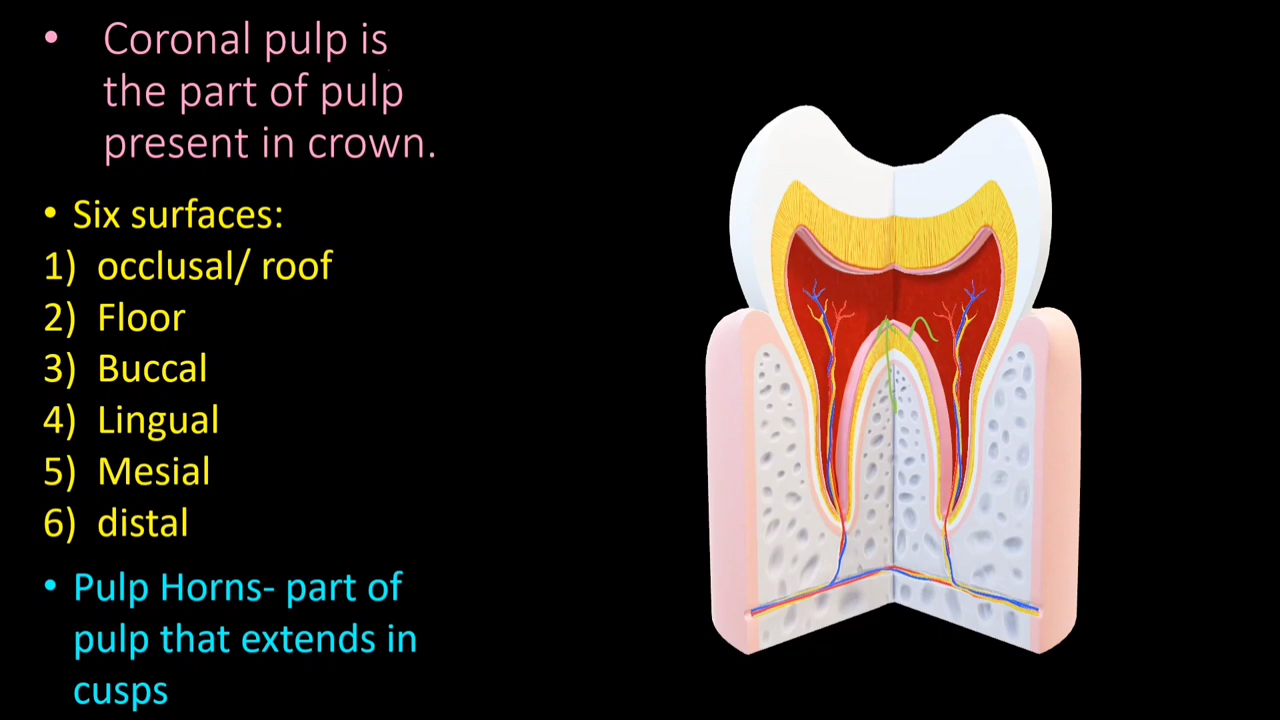 • Coronal pulp is
the part of pulp
present in crown.
• Six surfaces:
1) occlusal/ roof
2) Floor
3) Buccal
4) Lingual
5) Mesial
6) distal
• Pulp Horns- part of
pulp that extends in
cusps